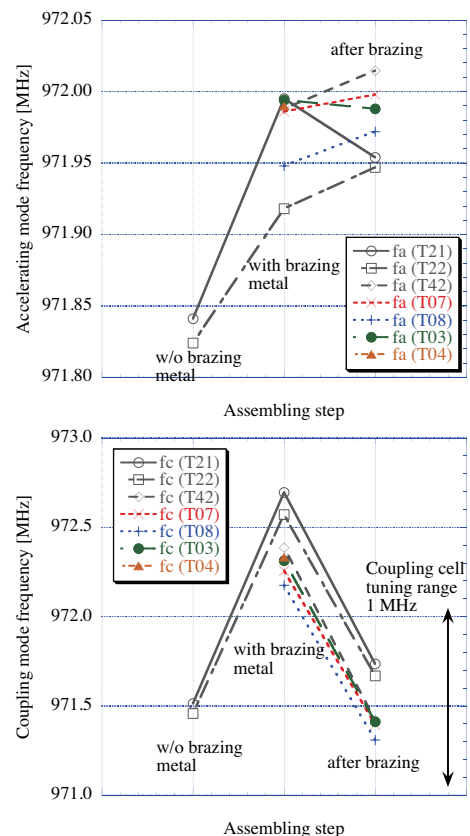 972.05
972.00
971.95
971.90
971.85
971.80
Accelerating mode frequency [MHz]
after brazing
with brazing
metal
w/o brazing
metal
fa (T21)
fa (T22)
fa (T42)
fa (T07)
fa (T08)
fa (T03)
fa (T04)
Assembling step
973.0
972.5
972.0
971.5
971.0
Coupling mode frequency [MHz]
fc (T21)
fc (T22)
fc (T42)
fc (T07)
fc (T08)
fc (T03)
fc (T04)
Coupling cell
tuning range
1 MHz
with brazing
metal
w/o brazing
metal
after brazing
Assembling step